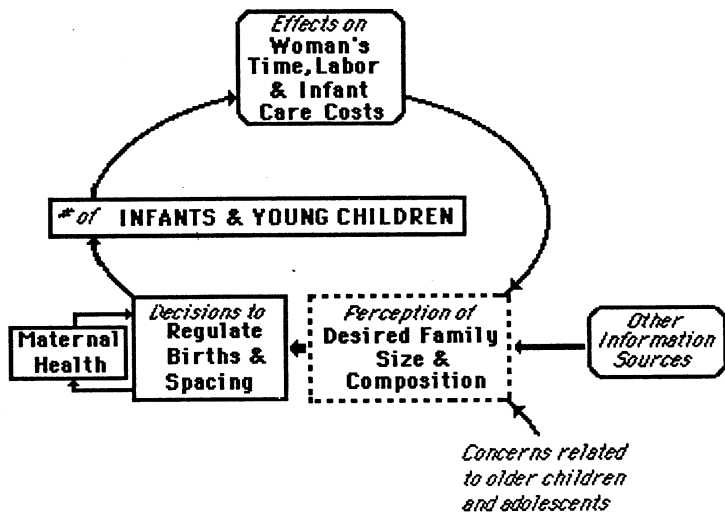 Effects on
Woman's
Time, Labor
& Infant
Care Costs
# of INFANTS & YOUNG CHILDREN
Maternal
Health
Decisions to
Regulate
Births &
Spacing
Perception of
Desired Family
Size &
Composition
Other
Information
Sources
Concerns related
to older children
and adolescents